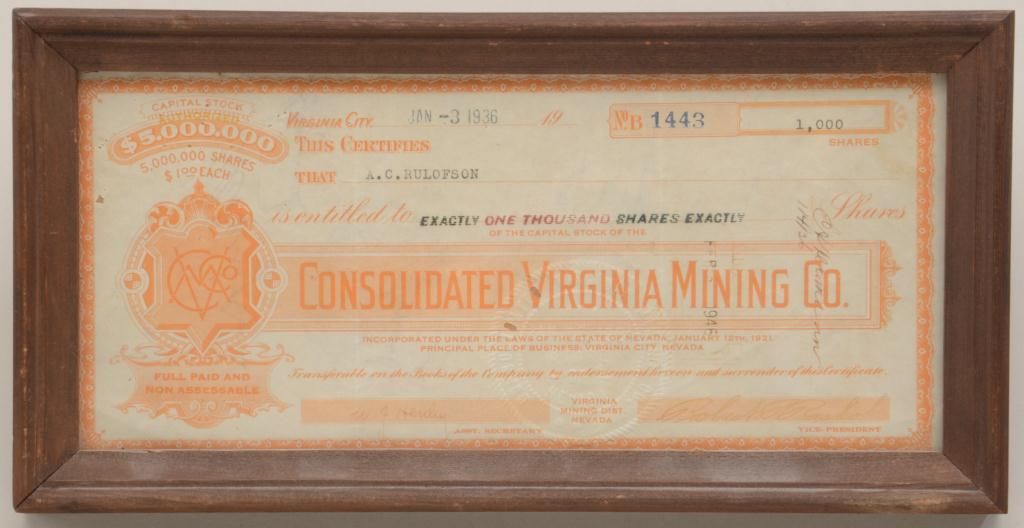 CAPITAL STOCK
AUTHORIZED
$5,000,000
5,000,000 SHARES
$1.00 EACH
VIRGINIA CITY, JAN -3 1936 19
No. B 1443
1,000
SHARES
THIS CERTIFIES
THAT A.C.RULOFSON
is entitled to EXACTLY ONE THOUSAND SHARES EXACTLY Shares
OF THE CAPITAL STOCK OF THE
CONSOLIDATED VIRGINIA MINING CO.
INCORPORATED UNDER THE LAWS OF THE STATE OF NEVADA, JANUARY 12TH, 1921
PRINCIPAL PLACE OF BUSINESS, VIRGINIA CITY, NEVADA
Transferable on the Books of the Company by endorsement hereon and surrender of this Certificate.
FULL PAID AND
NON ASSESSABLE
VIRGINIA
MINING DIST.
NEVADA
ASST. SECRETARY
VICE-PRESIDENT